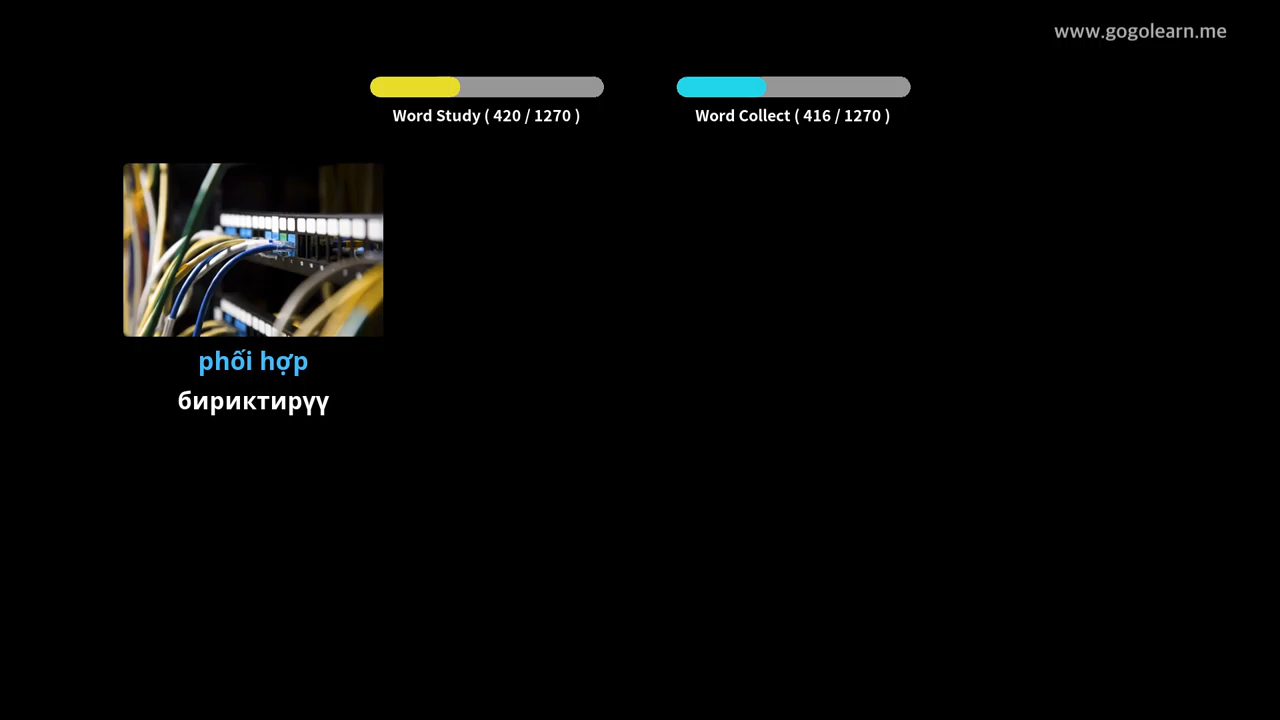 www.gogolearn.me
Word Study ( 420 / 1270 )
Word Collect ( 416 / 1270 )
phối hợp
бириктирүү